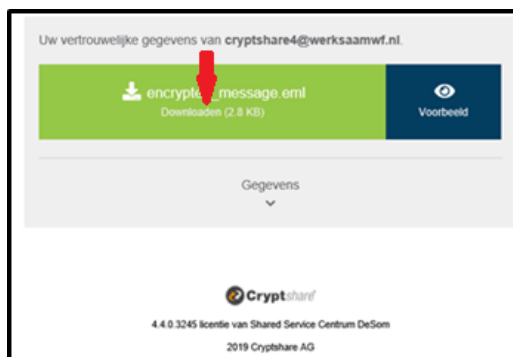 Uw vertrouwelijke gegevens van cryptshare4@werksaamwf.nl.
encrypted_message.eml
Downloaden (2.8 KB)
Voorbeeld
Gegevens
Cryptshare
4.4.0.3245 licentie van Shared Service Centrum DeSom
2019 Cryptshare AG